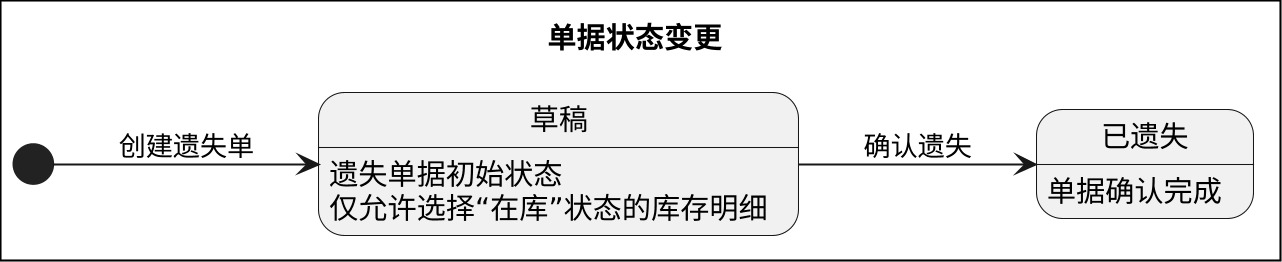 单据状态变更
创建遗失单
草稿
遗失单据初始状态
仅允许选择“在库”状态的库存明细
确认遗失
已遗失
单据确认完成